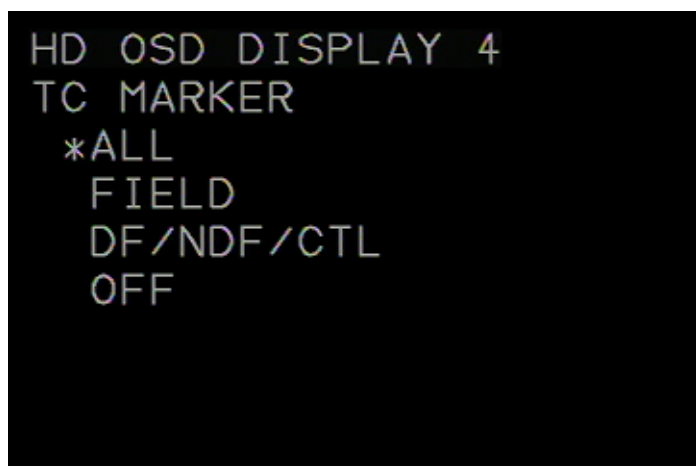 HD OSD DISPLAY 4
TC MARKER
*ALL
FIELD
DF/NDF/CTL
OFF